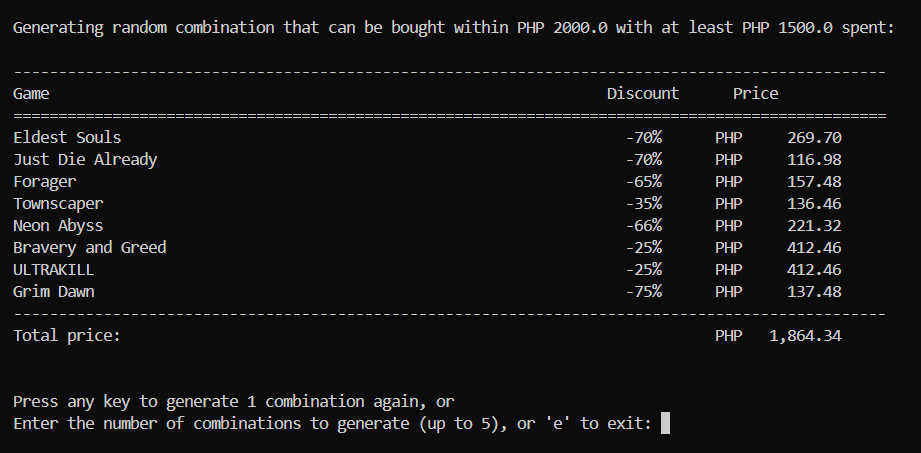 Generating random combination that can be bought within PHP 2000.0 with at least PHP 1500.0 spent:
-------------------------------------------------------------------------------------------------
Game Discount Price
=================================================================================================
Eldest Souls -70% PHP 269.70
Just Die Already -70% PHP 116.98
Forager -65% PHP 157.48
Townscaper -35% PHP 136.46
Neon Abyss -66% PHP 221.32
Bravery and Greed -25% PHP 412.46
ULTRAKILL -25% PHP 412.46
Grim Dawn -75% PHP 137.48
-------------------------------------------------------------------------------------------------
Total price: PHP 1,864.34
Press any key to generate 1 combination again, or
Enter the number of combinations to generate (up to 5), or 'e' to exit: